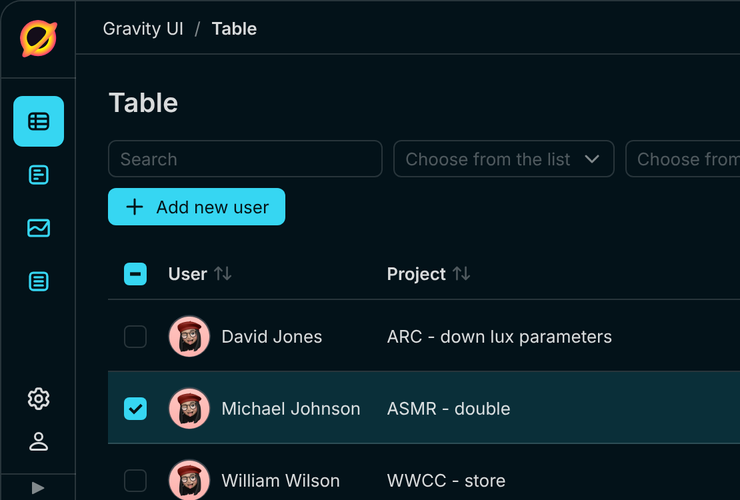 Gravity UI / Table
Table
Search
Choose from the list
Choose from
Add new user
User Project
David Jones ARC - down lux parameters
Michael Johnson ASMR - double
William Wilson WWCC - store